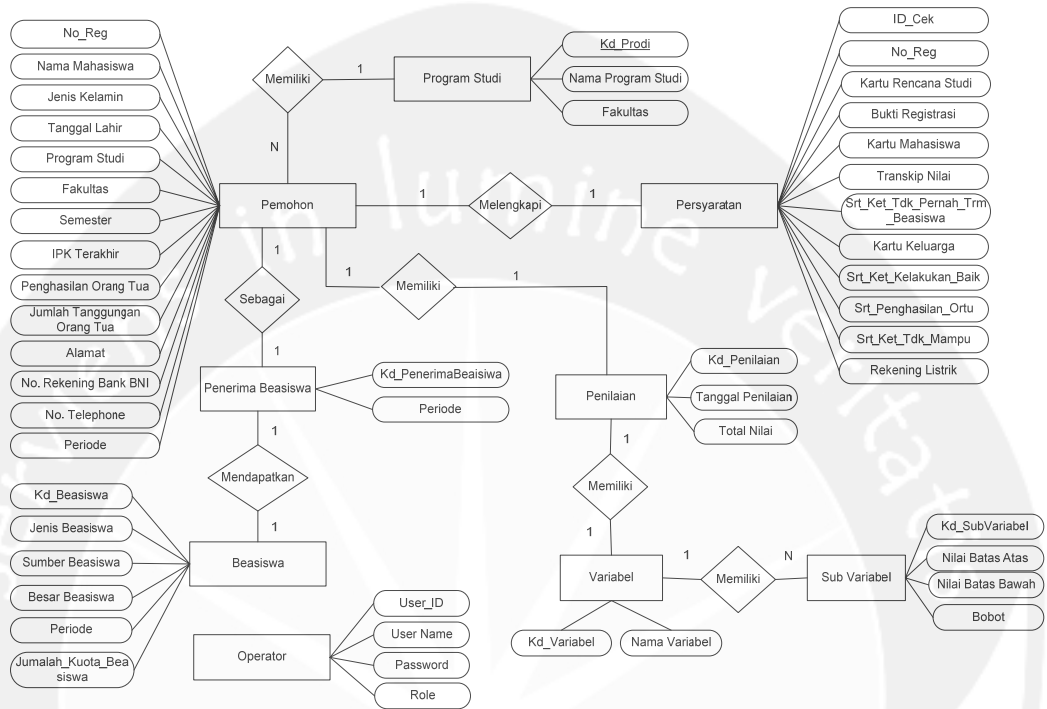 No_Reg
Nama Mahasiswa
Jenis Kelamin
Tanggal Lahir
Program Studi
Fakultas
Semester
IPK Terakhir
Penghasilan Orang Tua
Jumlah Tanggungan
Orang Tua
Alamat
No. Rekening Bank BNI
No. Telephone
Periode
Memiliki
1
N
Program Studi
Kd_Prodi
Nama Program Studi
Fakultas
Pemohon
1
Melengkapi
1
Persyaratan
ID_Cek
No_Reg
Kartu Rencana Studi
Bukti Registrasi
Kartu Mahasiswa
Transkip Nilai
Srt_Ket_Tdk_Pernah_Trm
_Beasiswa
Kartu Keluarga
Srt_Ket_Kelakukan_Baik
Srt_Penghasilan_Ortu
Srt_Ket_Tdk_Mampu
Rekening Listrik
1
Sebagai
1
1
Memiliki
1
Penerima Beasiswa
Kd_PenerimaBeaisiwa
Periode
1
Mendapatkan
1
Penilaian
Kd_Penilaian
Tanggal Penilaian
Total Nilai
1
Memiliki
1
Kd_Beasiswa
Jenis Beasiswa
Sumber Beasiswa
Besar Beasiswa
Periode
Jumalah_Kuota_Bea
siswa
Beasiswa
Variabel
1
Memiliki
N
Sub Variabel
Kd_SubVariabel
Nilai Batas Atas
Nilai Batas Bawah
Bobot
Kd_Variabel
Nama Variabel
Operator
User_ID
User Name
Password
Role
in lumine veritatis